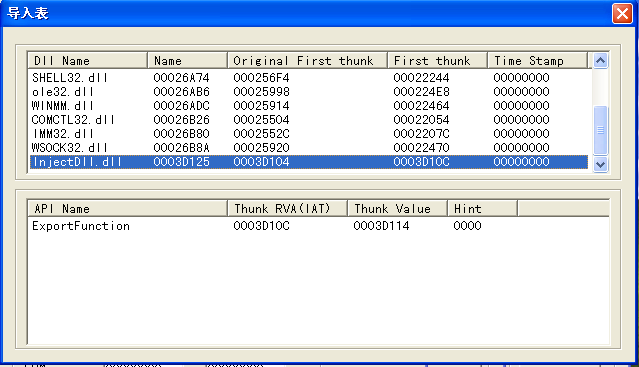 导入表
Dll Name Name Original First thunk First thunk Time Stamp
SHELL32.dll 00026A74 000256F4 00022244 00000000
ole32.dll 00026AB6 00025998 000224E8 00000000
WINMM.dll 00026ADC 00025914 00022464 00000000
COMCTL32.dll 00026B26 00025504 00022054 00000000
IMM32.dll 00026B80 0002552C 0002207C 00000000
WSOCK32.dll 00026B8A 00025920 00022470 00000000
InjectDll.dll 0003D125 0003D104 0003D10C 00000000
API Name Thunk RVA(IAT) Thunk Value Hint
ExportFunction 0003D10C 0003D114 0000